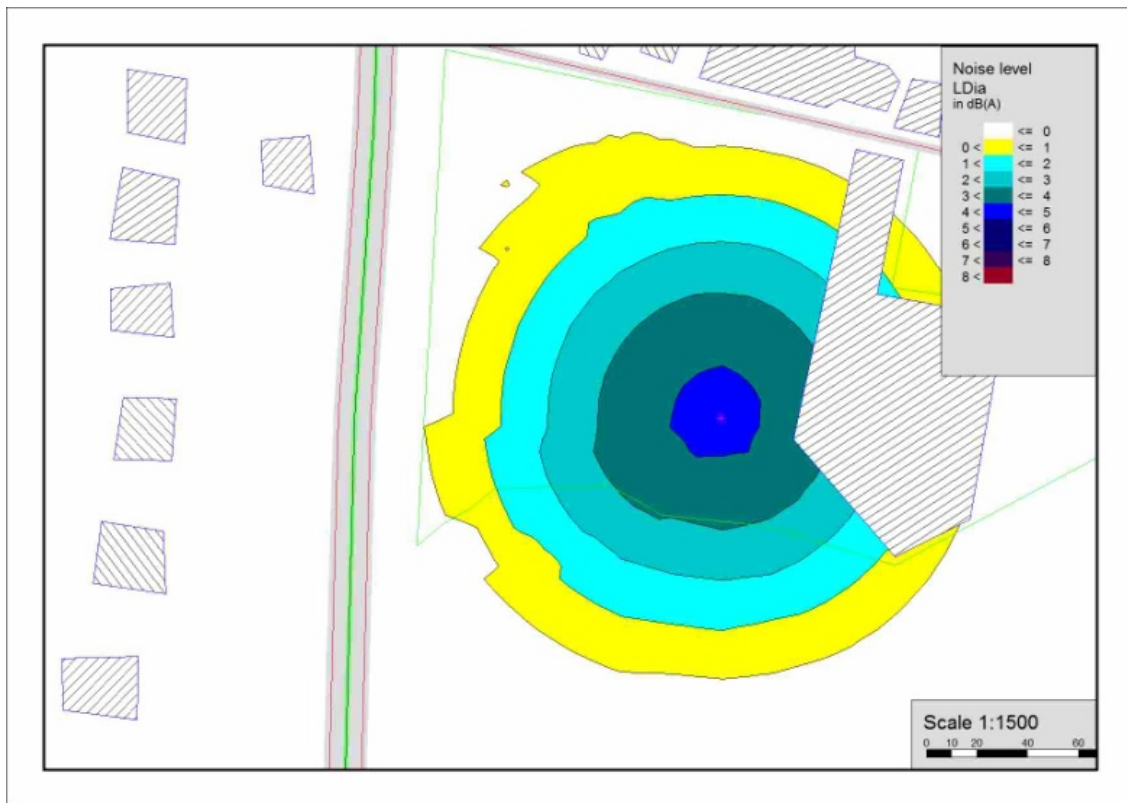 Noise level
LDia
in dB(A)
<= 0
0 < <= 1
1 < <= 2
2 < <= 3
3 < <= 4
4 < <= 5
5 < <= 6
6 < <= 7
7 < <= 8
8 <
Scale 1:1500
0 10 20 40 60